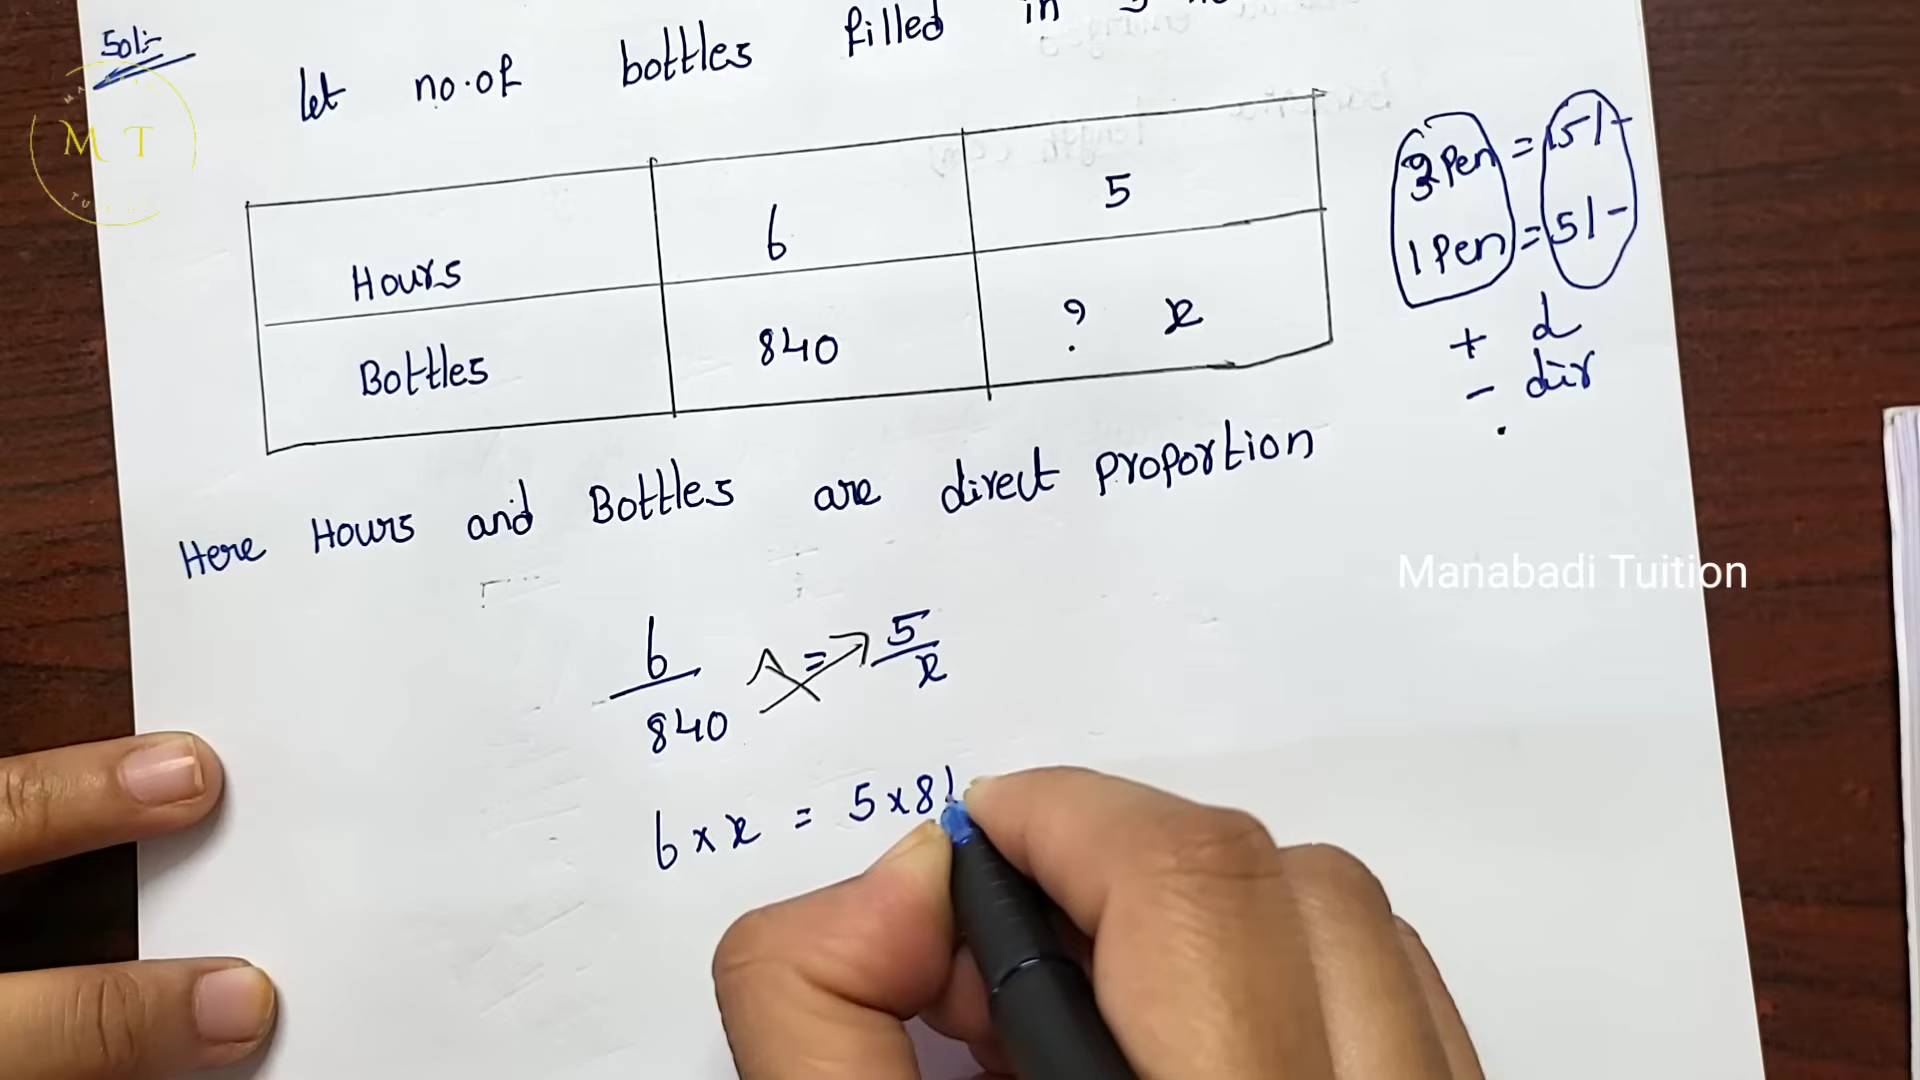 Sol:-
let no.of bottles filled in
M T
Hours 6 5
Bottles 840 ? x
3 Pen = 15/-
1 Pen = 5/-
+ d
- dir
Here Hours and Bottles are direct proportion
Manabadi Tuition
6/840 = 5/x
6 × x = 5 × 84